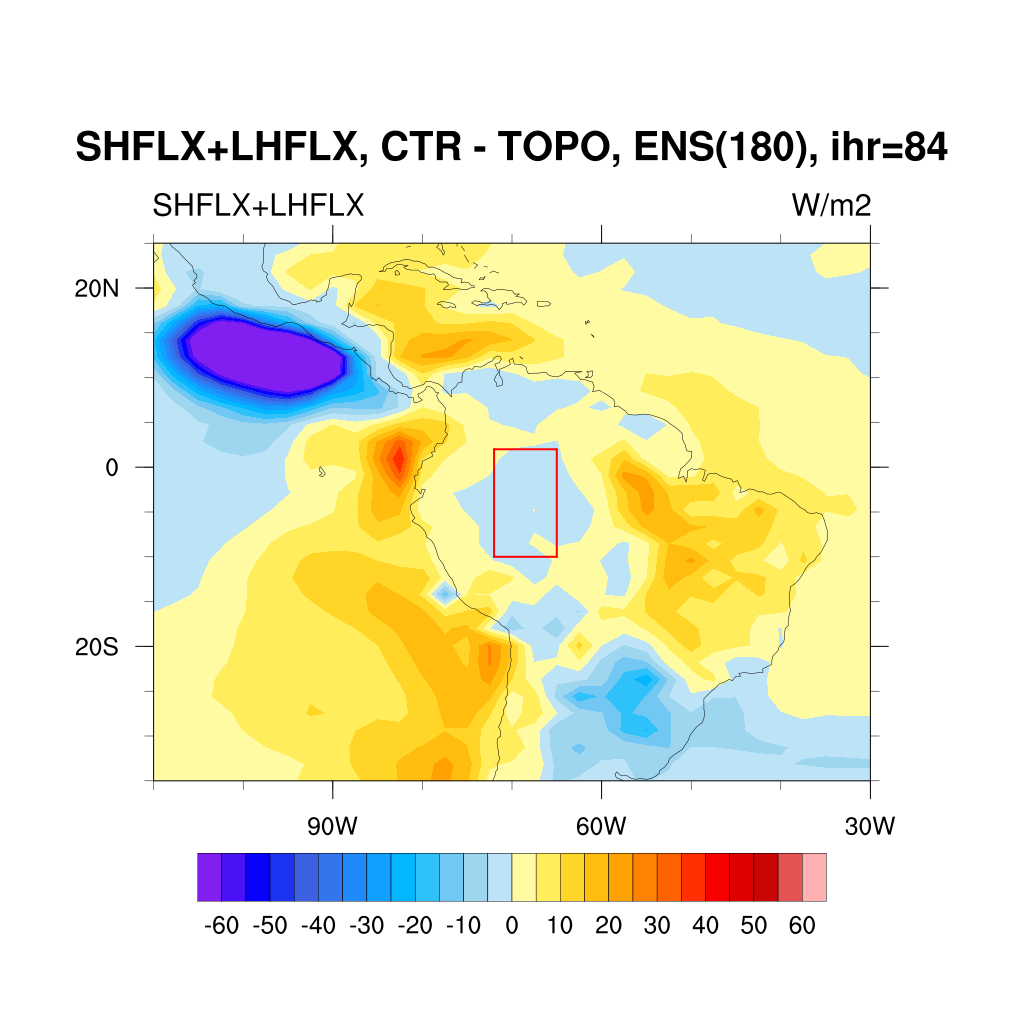 SHFLX+LHFLX, CTR - TOPO, ENS(180), ihr=84
SHFLX+LHFLX W/m2
20N
0
20S
90W 60W 30W
-60 -50 -40 -30 -20 -10 0 10 20 30 40 50 60